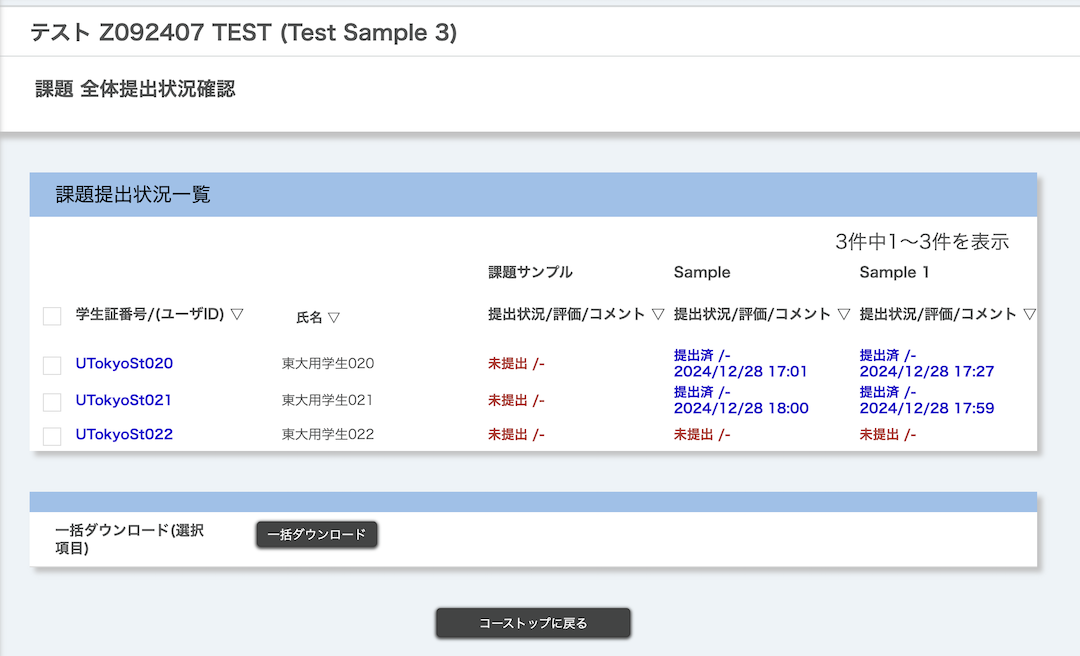 テスト Z092407 TEST (Test Sample 3)
課題 全体提出状況確認
課題提出状況一覧
3件中1～3件を表示
課題サンプル Sample Sample 1
学生証番号/(ユーザID) ▽ 氏名 ▽ 提出状況/評価/コメント ▽ 提出状況/評価/コメント ▽ 提出状況/評価/コメント ▽
UTokyoSt020 東大用学生020 未提出 /- 提出済 /- 提出済 /-
2024/12/28 17:01 2024/12/28 17:27
UTokyoSt021 東大用学生021 未提出 /- 提出済 /- 提出済 /-
2024/12/28 18:00 2024/12/28 17:59
UTokyoSt022 東大用学生022 未提出 /- 未提出 /- 未提出 /-
一括ダウンロード(選択
項目)
一括ダウンロード
コーストップに戻る